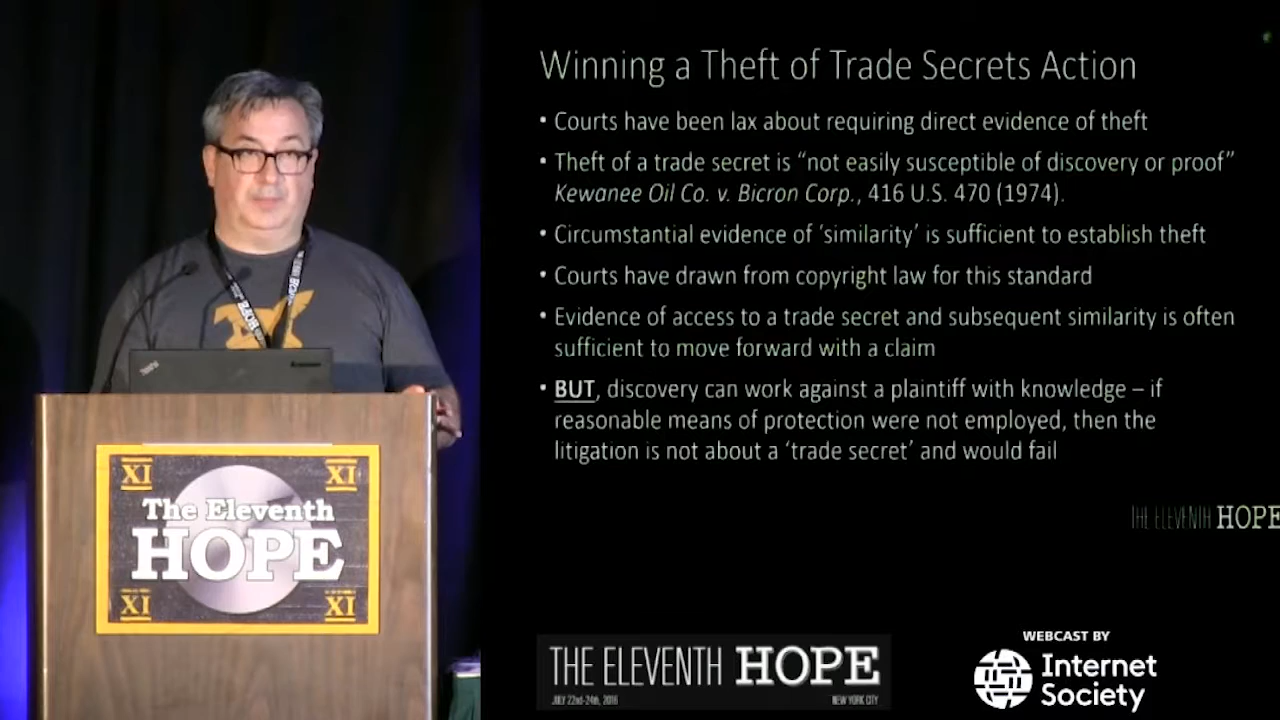 Winning a Theft of Trade Secrets Action
• Courts have been lax about requiring direct evidence of theft
• Theft of a trade secret is “not easily susceptible of discovery or proof”
Kewanee Oil Co. v. Bicron Corp., 416 U.S. 470 (1974).
• Circumstantial evidence of ‘similarity’ is sufficient to establish theft
• Courts have drawn from copyright law for this standard
• Evidence of access to a trade secret and subsequent similarity is often
sufficient to move forward with a claim
• BUT, discovery can work against a plaintiff with knowledge – if
reasonable means of protection were not employed, then the
litigation is not about a ‘trade secret’ and would fail
THE ELEVENTH HOPE
XI XI
The Eleventh
HOPE
XI XI
THE ELEVENTH HOPE
JULY 22nd-24th, 2016 NEW YORK CITY
WEBCAST BY
Internet
Society